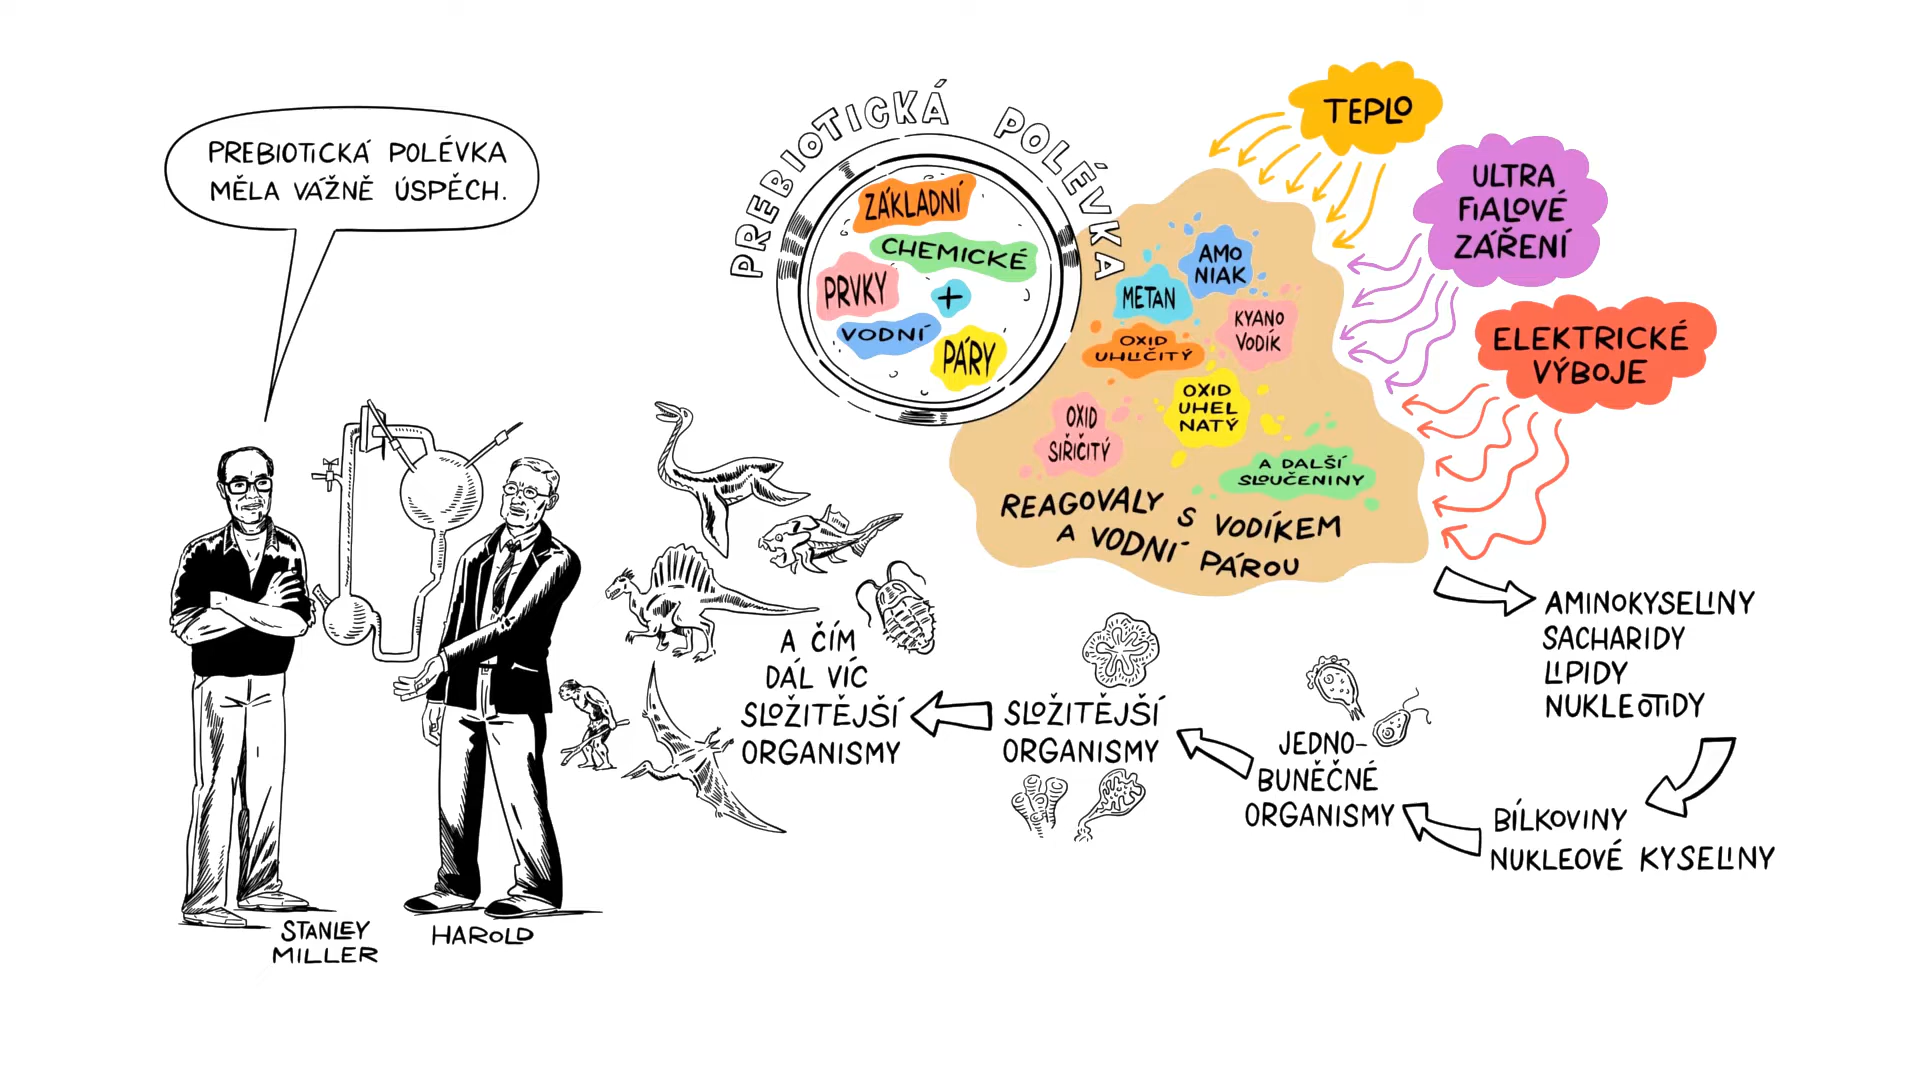 PREBIOTICKÁ POLÉVKA
MĚLA VÁŽNĚ ÚSPĚCH.
STANLEY
MILLER
HAROLD
PREBIOTICKÁ POLÉVKA
ZÁKLADNÍ
CHEMICKÉ
PRVKY
+
VODNÍ
PÁRY
TEPLO
ULTRA
FIALOVÉ
ZÁŘENÍ
ELEKTRICKÉ
VÝBOJE
AMO
NIAK
METAN
KYANO
VODÍK
OXID
UHLIČITÝ
OXID
UHEL
NATÝ
OXID
SIŘIČITÝ
A DALŠÍ
SLOUČENINY
REAGOVALY S VODÍKEM
A VODNÍ PÁROU
AMINOKYSELINY
SACHARIDY
LIPIDY
NUKLEOTIDY
BÍLKOVINY
NUKLEOVÉ KYSELINY
JEDNO-
BUNĚČNÉ
ORGANISMY
SLOŽITĚJŠÍ
ORGANISMY
A ČÍM
DÁL VÍC
SLOŽITĚJŠÍ
ORGANISMY